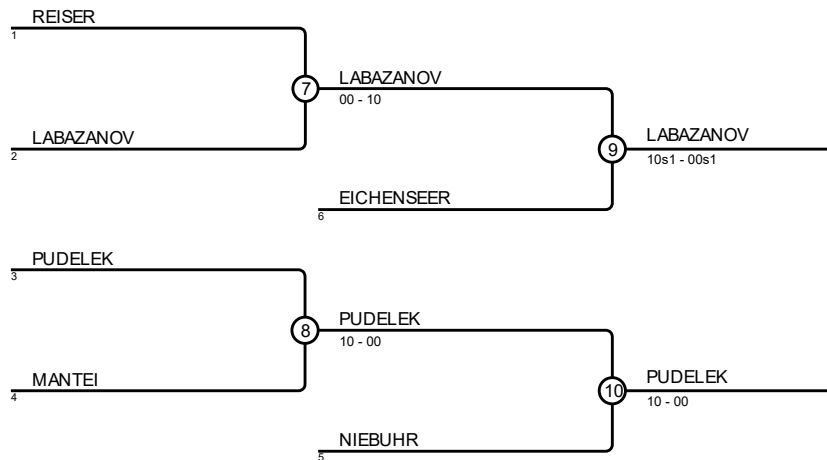 REISER
1
7
LABAZANOV
00 - 10
LABAZANOV
2
9
LABAZANOV
10s1 - 00s1
EICHENSEER
6
PUDELEK
3
8
PUDELEK
10 - 00
MANTEI
4
10
PUDELEK
10 - 00
NIEBUHR
5